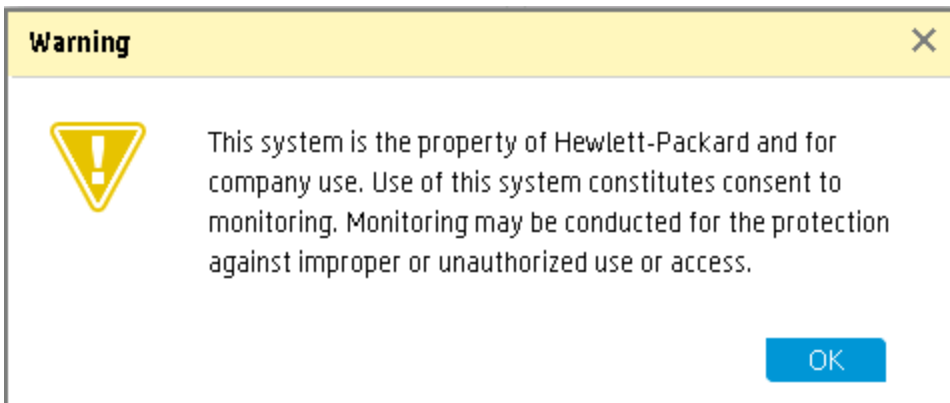 Warning
This system is the property of Hewlett-Packard and for
company use. Use of this system constitutes consent to
monitoring. Monitoring may be conducted for the protection
against improper or unauthorized use or access.
OK